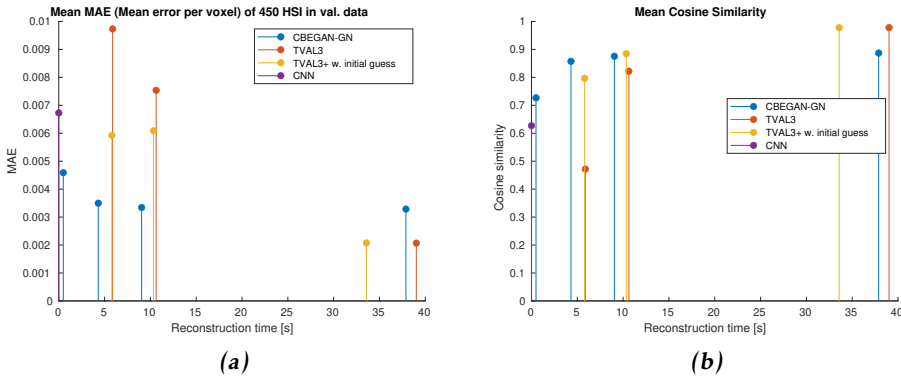 Mean MAE (Mean error per voxel) of 450 HSI in val. data
0.01
0.009
0.008
0.007
0.006
0.005
0.004
0.003
0.002
0.001
0
MAE
CBEGAN-GN
TVAL3
TVAL3+ w. initial guess
CNN
0 5 10 15 20 25 30 35 40
Reconstruction time [s]
(a)
Mean Cosine Similarity
1
0.9
0.8
0.7
0.6
0.5
0.4
0.3
0.2
0.1
0
Cosine similarity
CBEGAN-GN
TVAL3
TVAL3+ w. initial guess
CNN
0 5 10 15 20 25 30 35 40
Reconstruction time [s]
(b)